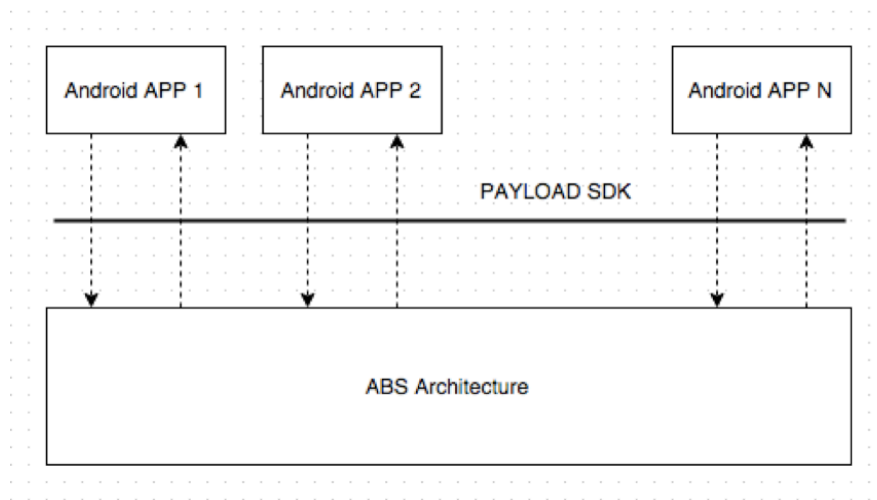 Android APP 1
Android APP 2
Android APP N
PAYLOAD SDK
ABS Architecture